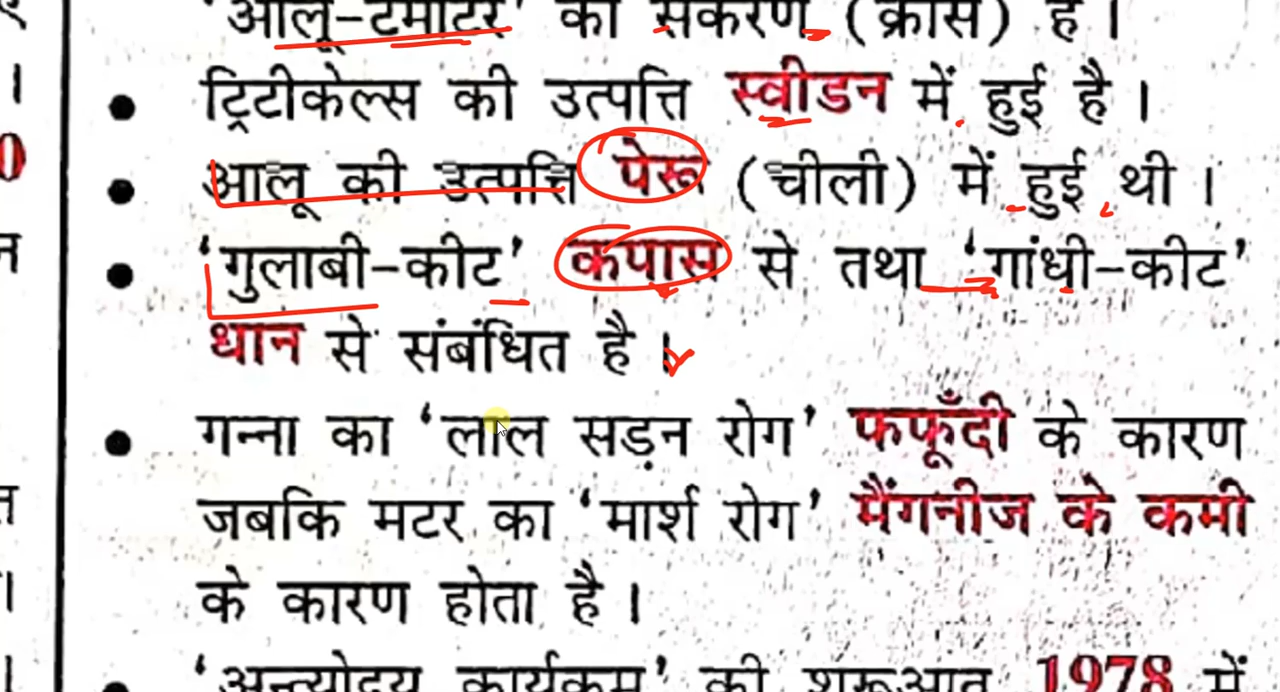 'आलू-टमाटर' का संकरण (क्रास) है ।
। ट्रिटीकेल्स की उत्पत्ति स्वीडन में हुई है ।
0
आलू की उत्पत्ति पेरू (चीली) में हुई थी ।
'गुलाबी-कीट' कपास से तथा 'गांधी-कीट'
धान से संबंधित है ।
गन्ना का 'लाल सड़न रोग' फफूँदी के कारण
जबकि मटर का 'मार्श रोग' मैंगनीज के कमी
के कारण होता है ।
'अन्त्योदय कार्यक्रम' की शुरूआत 1978 में